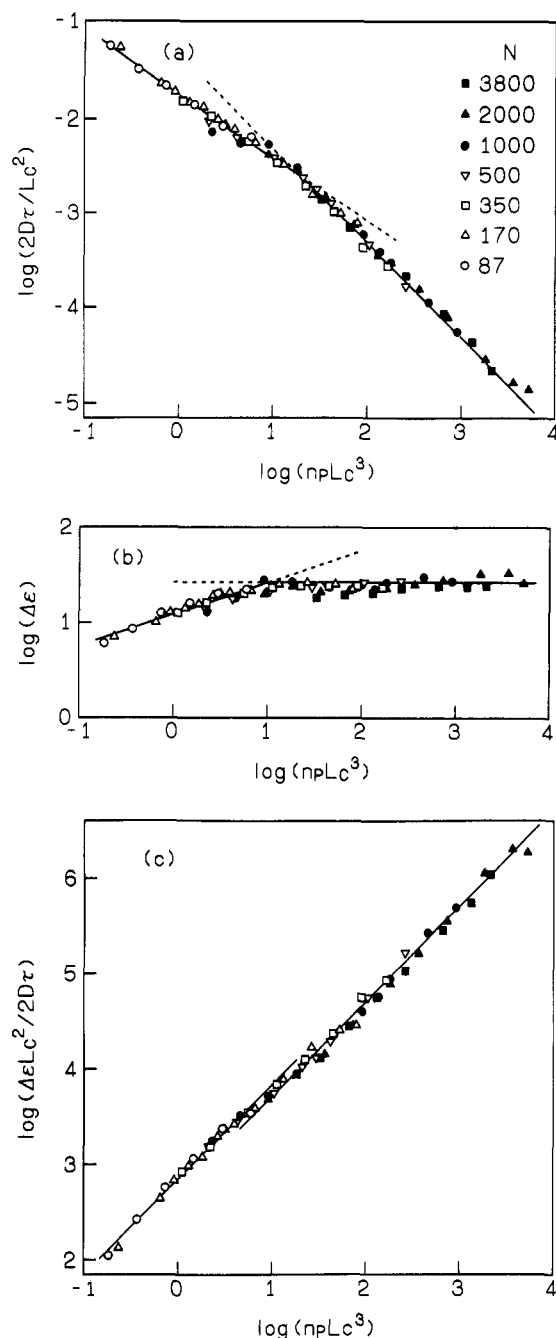 (a)
N
■ 3800
▲ 2000
● 1000
▽ 500
□ 350
△ 170
○ 87
-1
-2
-3
-4
-5
log (2Dτ/Lc²)
-1 0 1 2 3 4
log (npLc³)
(b)
2
1
0
log (Δε)
-1 0 1 2 3 4
log (npLc³)
(c)
6
5
4
3
2
log (ΔεLc²/2Dτ)
-1 0 1 2 3 4
log (npLc³)